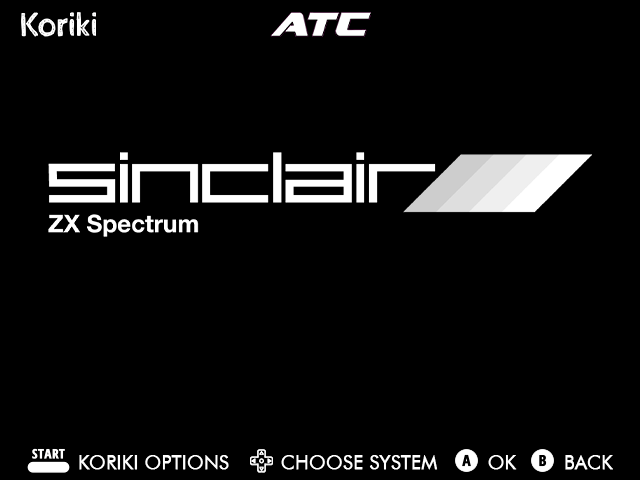 Koriki
ATC
sinclair
ZX Spectrum
START KORIKI OPTIONS CHOOSE SYSTEM A OK B BACK